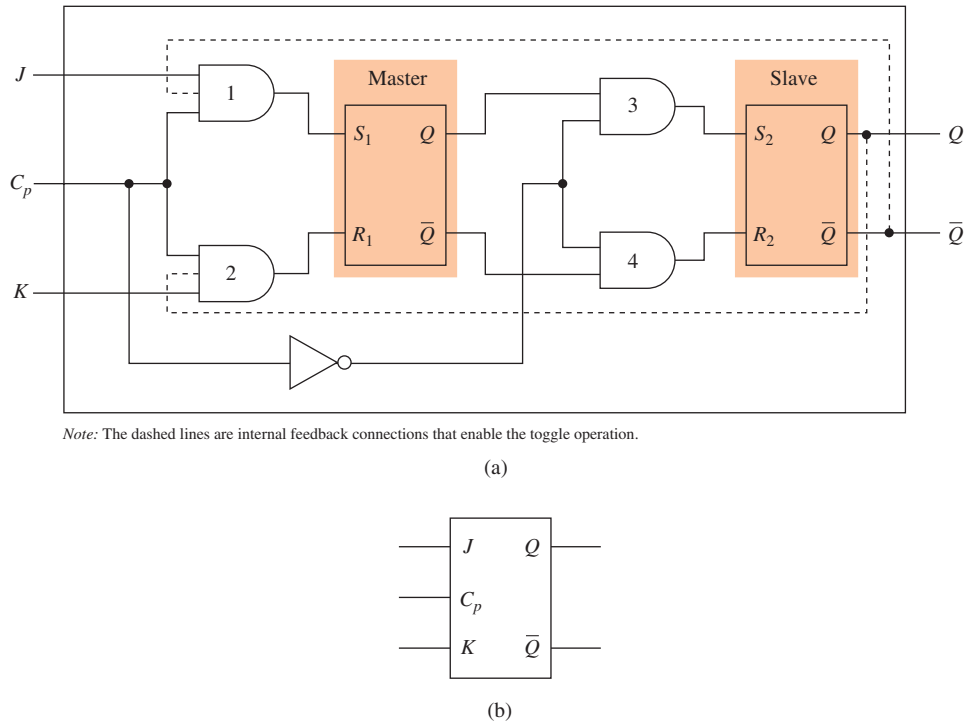 Master Slave
J 1 3
S₁ Q S₂ Q Q
Cₚ
R₁ Q̅ R₂ Q̅ Q̅
K 2 4
Note: The dashed lines are internal feedback connections that enable the toggle operation.
(a)
J Q
Cₚ
K Q̅
(b)